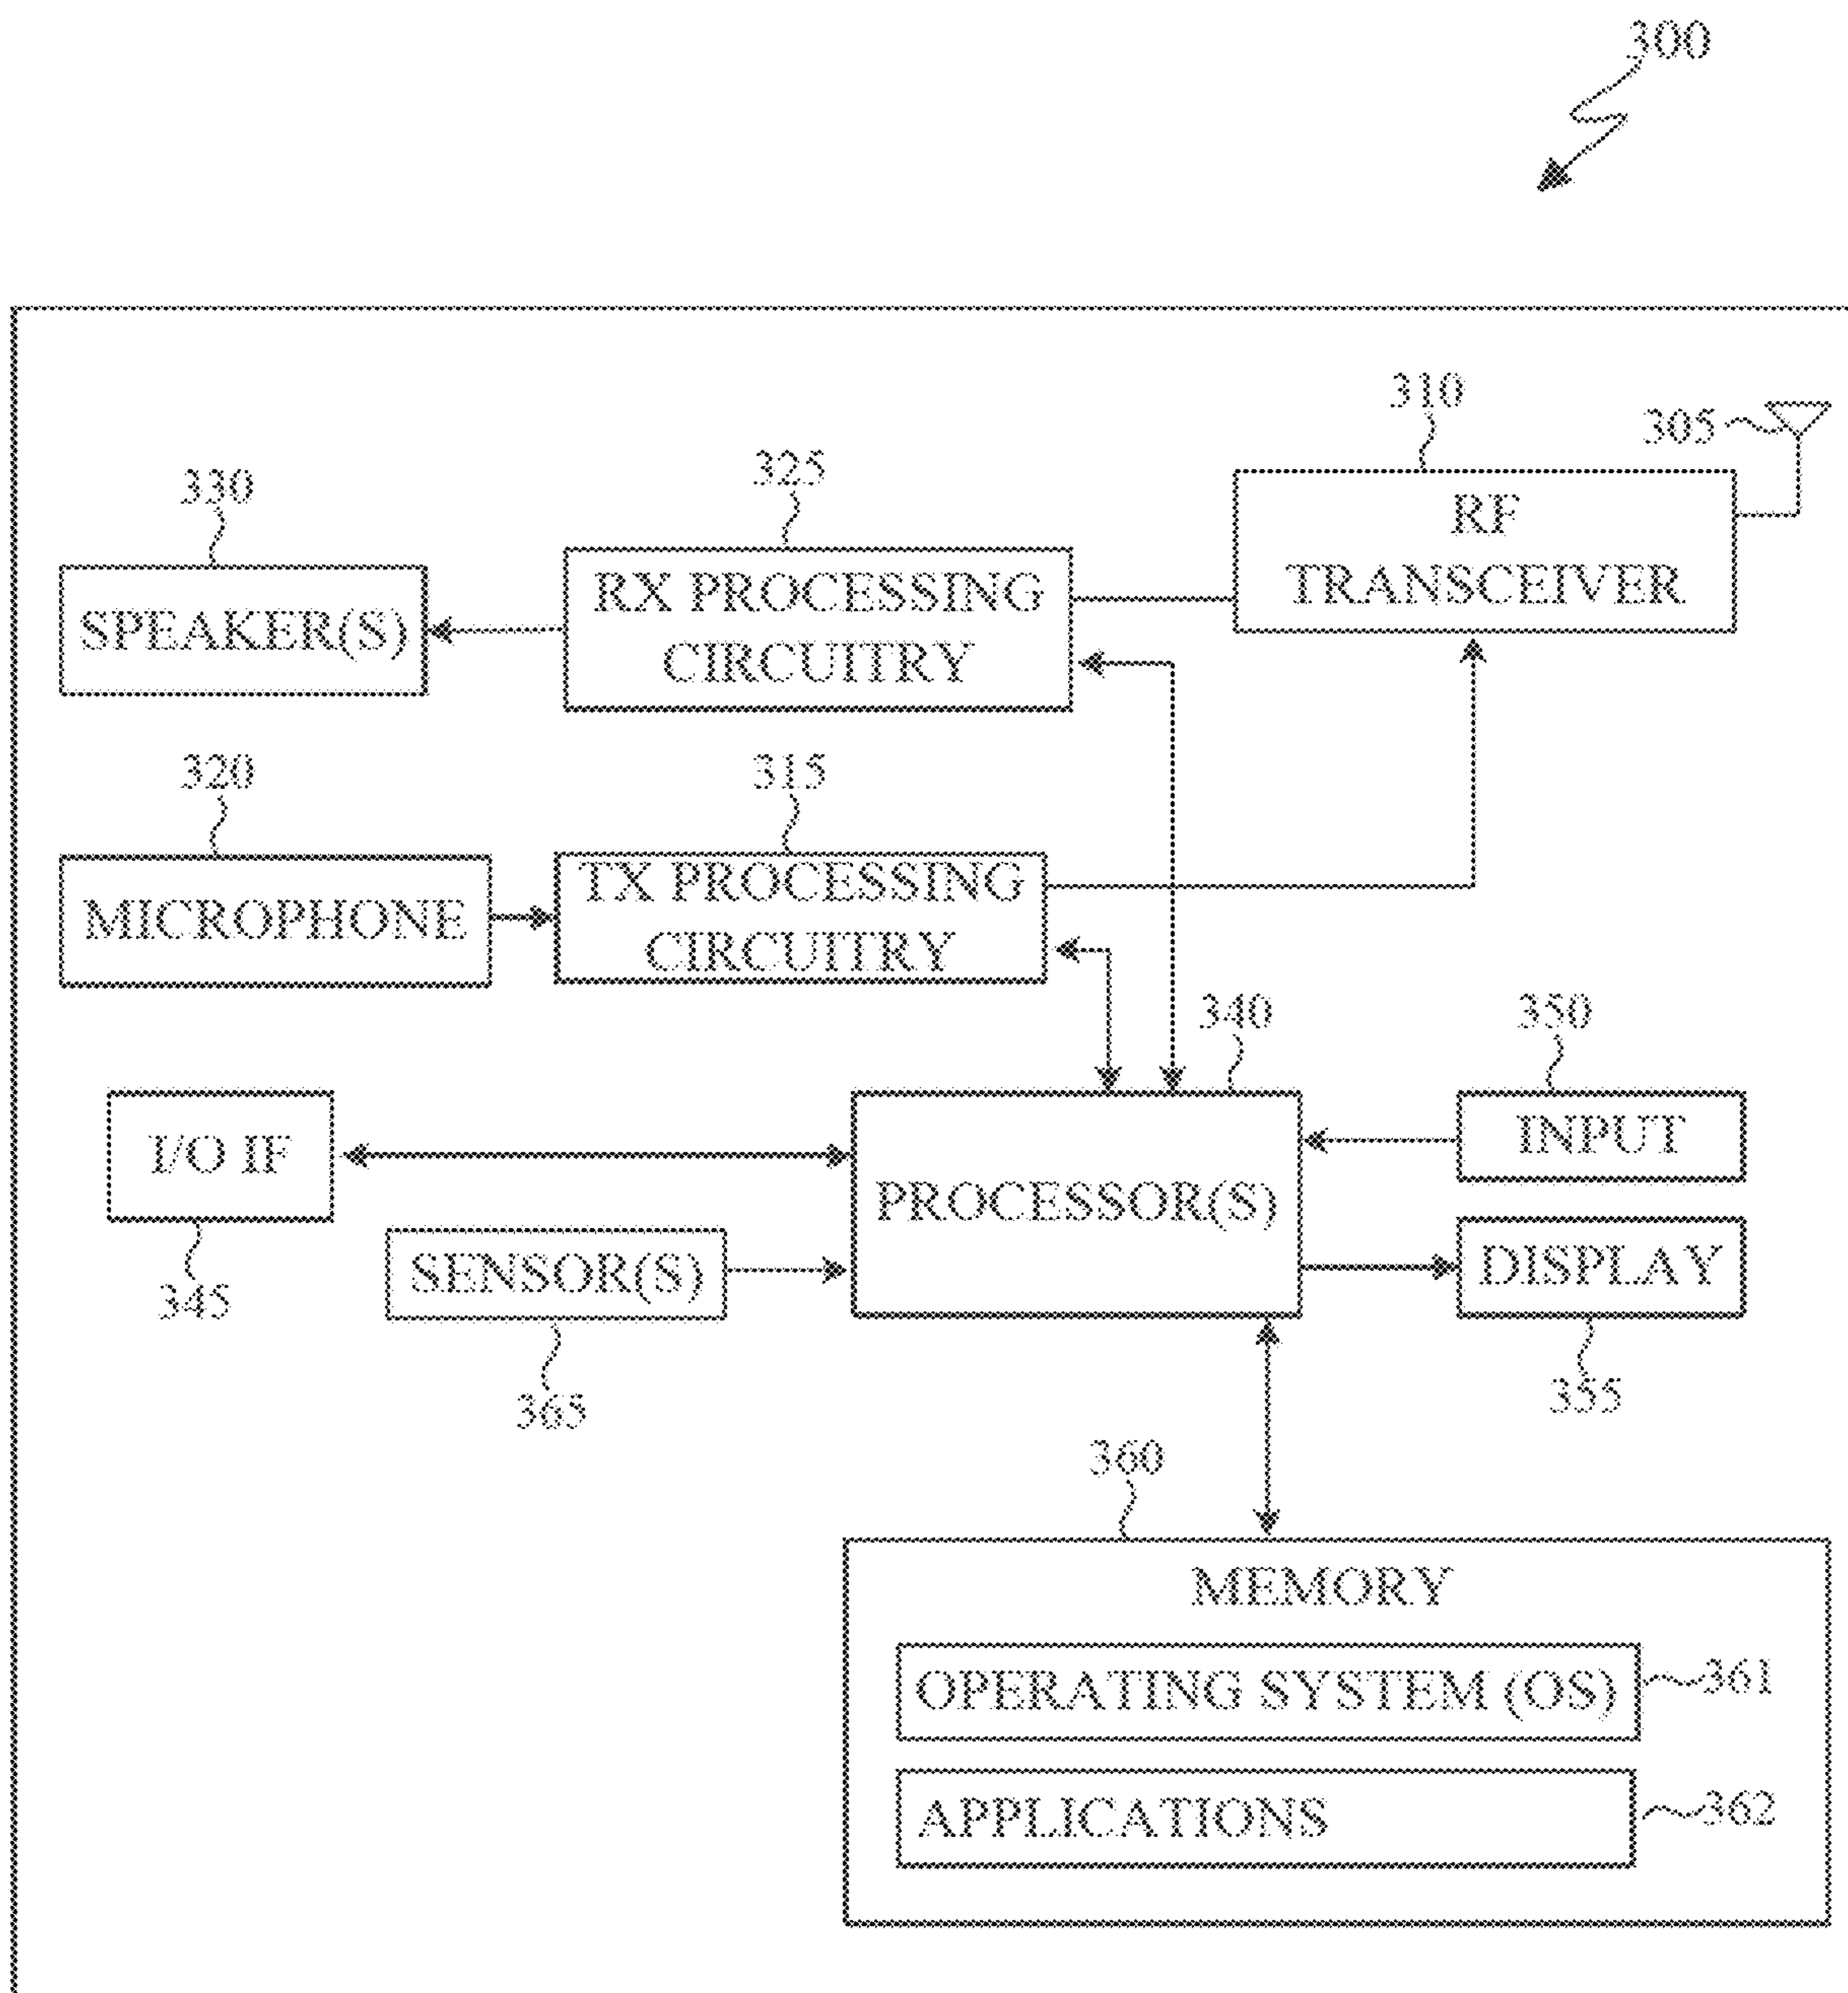 300
310
305
325
330
RF
TRANSCEIVER
RX PROCESSING
CIRCUITRY
SPEAKER(S)
320
315
MICROPHONE
TX PROCESSING
CIRCUITRY
340
350
I/O IF
INPUT
PROCESSOR(S)
SENSOR(S)
DISPLAY
345
365
355
360
MEMORY
OPERATING SYSTEM (OS)
361
APPLICATIONS
362